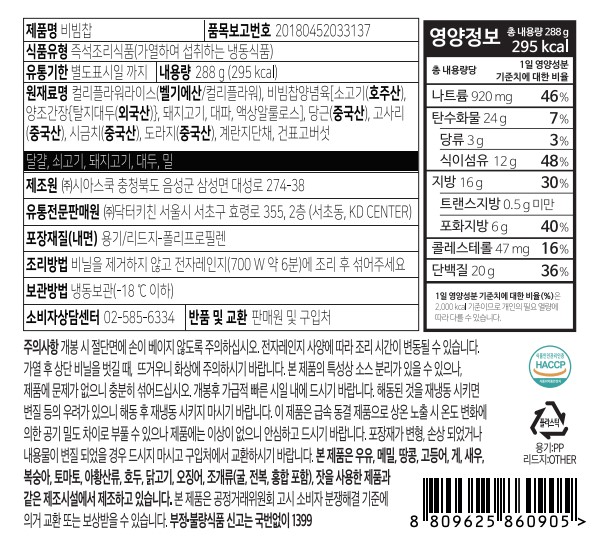 제품명 비빔찹 품목보고번호 20180452033137
식품유형 즉석조리식품(가열하여 섭취하는 냉동식품)
유통기한 별도표시일 까지 내용량 288 g (295 kcal)
원재료명 컬리플라워라이스(벨기에산/컬리플라워), 비빔찹양념육[소고기(호주산),
양조간장{탈지대두(외국산)}, 돼지고기, 대파, 액상알룰로스], 당근(중국산), 고사리
(중국산), 시금치(중국산), 도라지(중국산), 계란지단채, 건표고버섯
달걀, 쇠고기, 돼지고기, 대두, 밀
제조원 ㈜시아스쿡 충청북도 음성군 삼성면 대성로 274-38
유통전문판매원 ㈜닥터키친 서울시 서초구 효령로 355, 2층 (서초동, KD CENTER)
포장재질(내면) 용기/리드지-폴리프로필렌
조리방법 비닐을 제거하지 않고 전자레인지(700 W 약 6분)에 조리 후 섞어주세요
보관방법 냉동보관(-18 ℃ 이하)
소비자상담센터 02-585-6334 반품 및 교환 판매원 및 구입처
영양정보 총 내용량 288 g
295 kcal
총 내용량당 1일 영양성분
기준치에 대한 비율
나트륨 920 mg 46%
탄수화물 24 g 7%
당류 3 g 3%
식이섬유 12 g 48%
지방 16 g 30%
트랜스지방 0.5 g 미만
포화지방 6 g 40%
콜레스테롤 47 mg 16%
단백질 20 g 36%
1일 영양성분 기준치에 대한 비율(%)은
2,000 kcal 기준이므로 개인의 필요 열량에
따라 다를 수 있습니다.
주의사항 개봉 시 절단면에 손이 베이지 않도록 주의하십시오. 전자레인지 사양에 따라 조리 시간이 변동될 수 있습니다.
가열 후 상단 비닐을 벗길 때, 뜨거우니 화상에 주의하시기 바랍니다. 본 제품의 특성상 소스 분리가 있을 수 있으나,
제품에 문제가 없으니 충분히 섞어드십시오. 개봉후 가급적 빠른 시일 내에 드시기 바랍니다. 해동된 것을 재냉동 시키면
변질 등의 우려가 있으니 해동 후 재냉동 시키지 마시기 바랍니다. 이 제품은 급속 동결 제품으로 상온 노출 시 온도 변화에
의한 공기 밀도 차이로 부풀 수 있으나 제품에는 이상이 없으니 안심하고 드시기 바랍니다. 포장재가 변형, 손상 되었거나
내용물이 변질 되었을 경우 드시지 마시고 구입처에서 교환하시기 바랍니다. 본 제품은 우유, 메밀, 땅콩, 고등어, 게, 새우,
복숭아, 토마토, 아황산류, 호두, 닭고기, 오징어, 조개류(굴, 전복, 홍합 포함), 잣을 사용한 제품과
같은 제조시설에서 제조하고 있습니다. 본 제품은 공정거래위원회 고시 소비자 분쟁해결 기준에
의거 교환 또는 보상받을 수 있습니다. 부정·불량식품 신고는 국번없이 1399
HACCP
플라스틱
용기:PP
리드지:OTHER
8 809625 860905 >